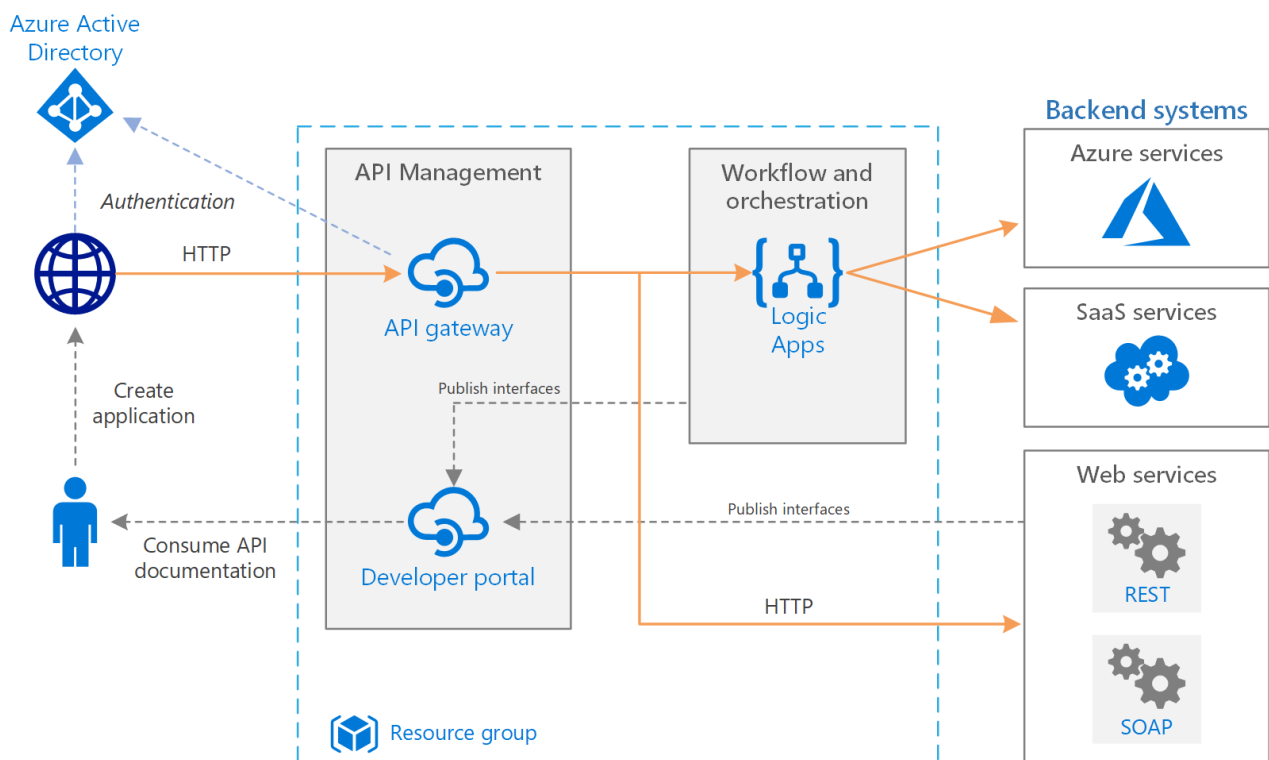 Azure Active
Directory
Backend systems
API Management
Workflow and
orchestration
Azure services
Authentication
HTTP
API gateway
Logic
Apps
SaaS services
Create
application
Publish interfaces
Web services
Publish interfaces
Consume API
documentation
Developer portal
REST
HTTP
SOAP
Resource group